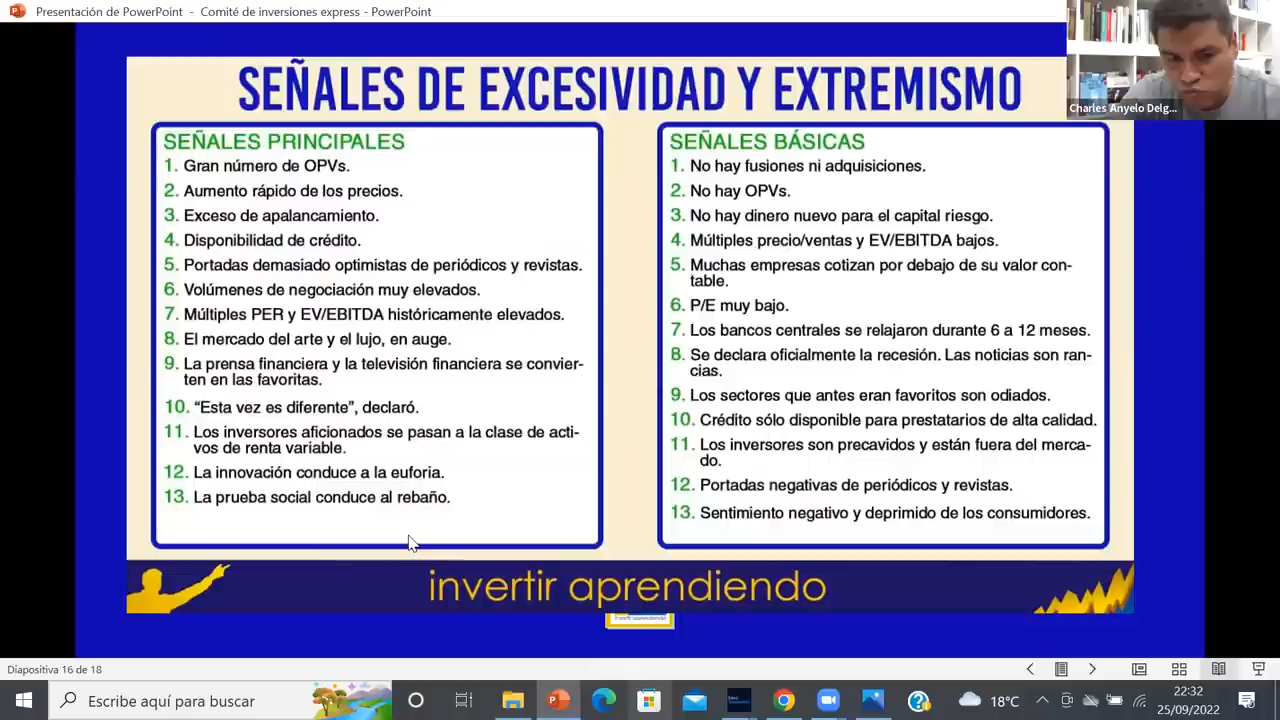 Presentación de PowerPoint - Comité de inversiones express - PowerPoint
Charles Anyelo Delg...
SEÑALES DE EXCESIVIDAD Y EXTREMISMO
SEÑALES PRINCIPALES
1. Gran número de OPVs.
2. Aumento rápido de los precios.
3. Exceso de apalancamiento.
4. Disponibilidad de crédito.
5. Portadas demasiado optimistas de periódicos y revistas.
6. Volúmenes de negociación muy elevados.
7. Múltiples PER y EV/EBITDA históricamente elevados.
8. El mercado del arte y el lujo, en auge.
9. La prensa financiera y la televisión financiera se convier-
ten en las favoritas.
10. “Esta vez es diferente”, declaró.
11. Los inversores aficionados se pasan a la clase de acti-
vos de renta variable.
12. La innovación conduce a la euforia.
13. La prueba social conduce al rebaño.
SEÑALES BÁSICAS
1. No hay fusiones ni adquisiciones.
2. No hay OPVs.
3. No hay dinero nuevo para el capital riesgo.
4. Múltiples precio/ventas y EV/EBITDA bajos.
5. Muchas empresas cotizan por debajo de su valor con-
table.
6. P/E muy bajo.
7. Los bancos centrales se relajaron durante 6 a 12 meses.
8. Se declara oficialmente la recesión. Las noticias son ran-
cias.
9. Los sectores que antes eran favoritos son odiados.
10. Crédito sólo disponible para prestatarios de alta calidad.
11. Los inversores son precavidos y están fuera del merca-
do.
12. Portadas negativas de periódicos y revistas.
13. Sentimiento negativo y deprimido de los consumidores.
invertir aprendiendo
invertir aprendiendo
Diapositiva 16 de 18
Escribe aquí para buscar
18°C
22:32
25/09/2022